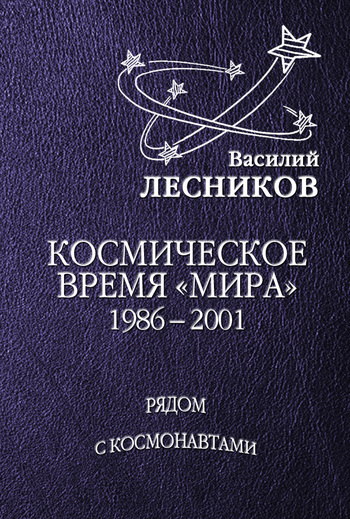 Василий
ЛЕСНИКОВ
КОСМИЧЕСКОЕ
ВРЕМЯ «МИРА»
1986 – 2001
РЯДОМ
С КОСМОНАВТАМИ